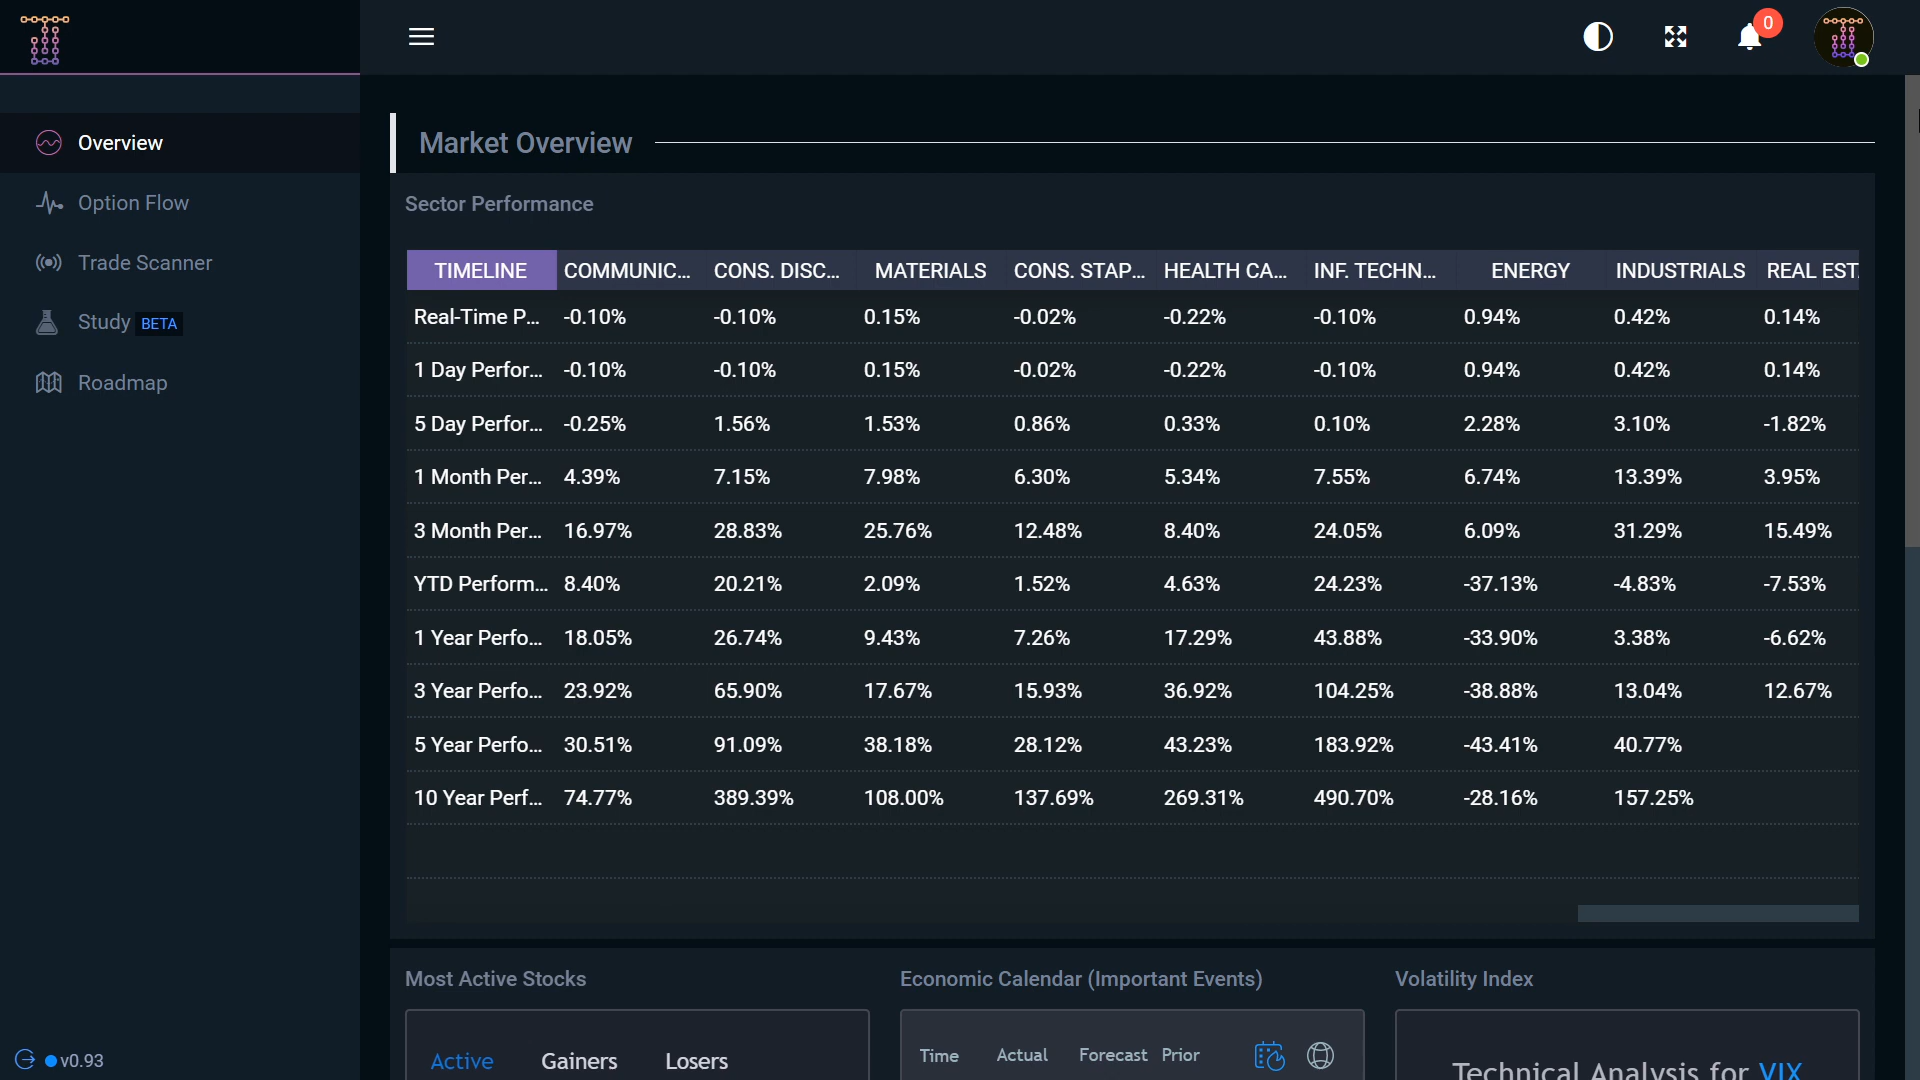 0
Overview
Option Flow
Trade Scanner
Study BETA
Roadmap
v0.93
Market Overview
Sector Performance
TIMELINE COMMUNIC... CONS. DISC... MATERIALS CONS. STAP... HEALTH CA... INF. TECHN... ENERGY INDUSTRIALS REAL EST
Real-Time P... -0.10% -0.10% 0.15% -0.02% -0.22% -0.10% 0.94% 0.42% 0.14%
1 Day Perfor... -0.10% -0.10% 0.15% -0.02% -0.22% -0.10% 0.94% 0.42% 0.14%
5 Day Perfor... -0.25% 1.56% 1.53% 0.86% 0.33% 0.10% 2.28% 3.10% -1.82%
1 Month Per... 4.39% 7.15% 7.98% 6.30% 5.34% 7.55% 6.74% 13.39% 3.95%
3 Month Per... 16.97% 28.83% 25.76% 12.48% 8.40% 24.05% 6.09% 31.29% 15.49%
YTD Perform... 8.40% 20.21% 2.09% 1.52% 4.63% 24.23% -37.13% -4.83% -7.53%
1 Year Perfo... 18.05% 26.74% 9.43% 7.26% 17.29% 43.88% -33.90% 3.38% -6.62%
3 Year Perfo... 23.92% 65.90% 17.67% 15.93% 36.92% 104.25% -38.88% 13.04% 12.67%
5 Year Perfo... 30.51% 91.09% 38.18% 28.12% 43.23% 183.92% -43.41% 40.77%
10 Year Perf... 74.77% 389.39% 108.00% 137.69% 269.31% 490.70% -28.16% 157.25%
Most Active Stocks
Active Gainers Losers
Economic Calendar (Important Events)
Time Actual Forecast Prior
Volatility Index
Technical Analysis for VIX